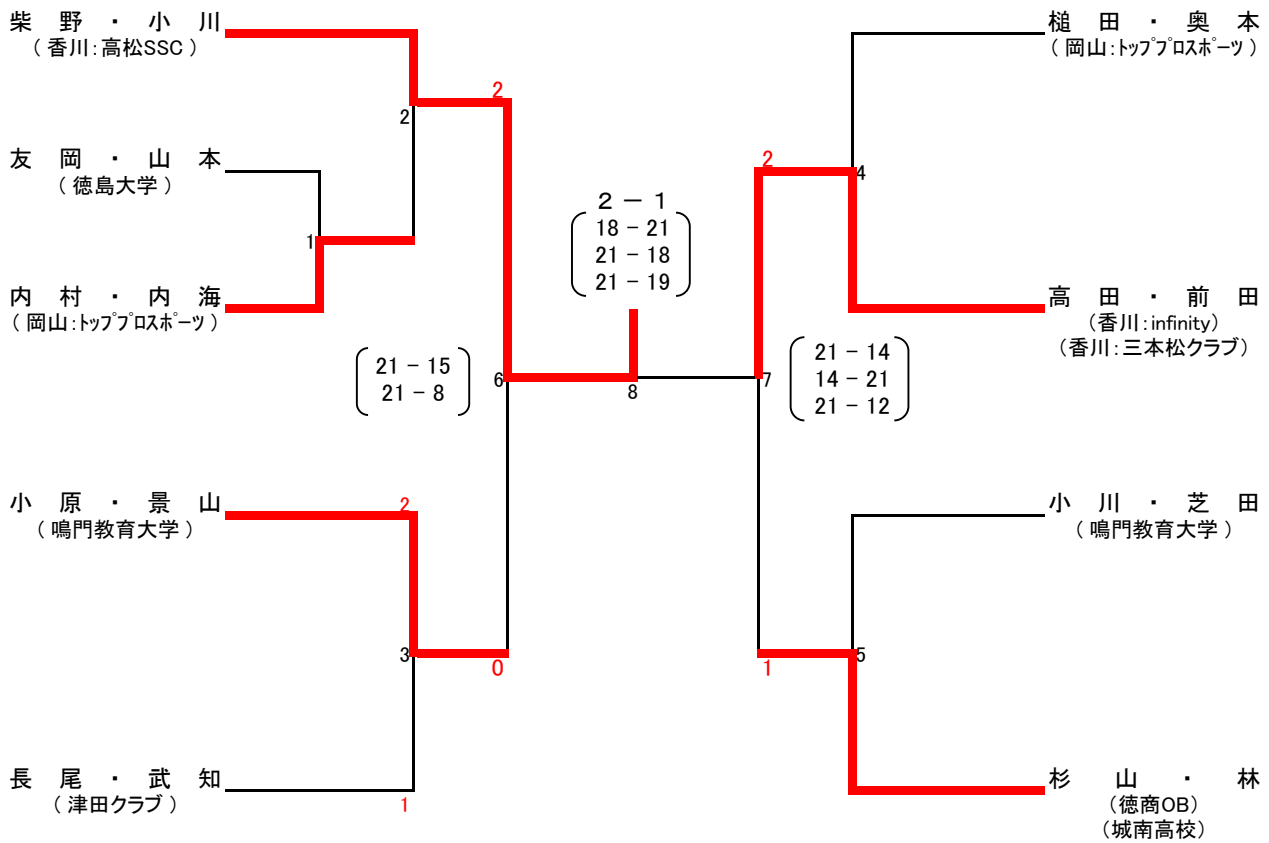 柴 野 ・ 小 川
（香川：高松SSC）
2
2
友 岡 ・ 山 本
（徳島大学）
1
内 村 ・ 内 海
（岡山：ﾄｯﾌﾟプロスﾎﾟーツ）
小 原 ・ 景 山
（鳴門教育大学）
2
3
0
長 尾 ・ 武 知
（津田クラブ）
1
21 － 15
21 － 8
6
２ － １
18 － 21
21 － 18
21 － 19
8
槌 田 ・ 奥 本
（岡山：ﾄｯﾌﾟプロスﾎﾟーツ）
2
4
高 田 ・ 前 田
（香川：infinity）
（香川：三本松クラブ）
7
21 － 14
14 － 21
21 － 12
小 川 ・ 芝 田
（鳴門教育大学）
1
5
杉 山 ・ 林
（徳商OB）
（城南高校）